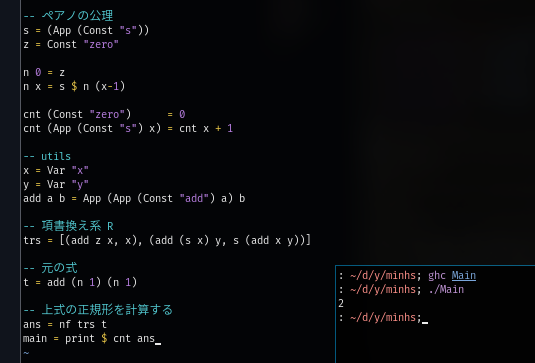 -- ペアノの公理
s = (App (Const "s"))
z = Const "zero"
n 0 = z
n x = s $ n (x-1)
cnt (Const "zero")      = 0
cnt (App (Const "s") x) = cnt x + 1
-- utils
x = Var "x"
y = Var "y"
add a b = App (App (Const "add") a) b
-- 項書換え系 R
trs = [(add z x, x), (add (s x) y, s (add x y))]
-- 元の式
t = add (n 1) (n 1)
-- 上式の正規形を計算する
ans = nf trs t
main = print $ cnt ans
~
: ~/d/y/minhs; ghc Main
: ~/d/y/minhs; ./Main
2
: ~/d/y/minhs;